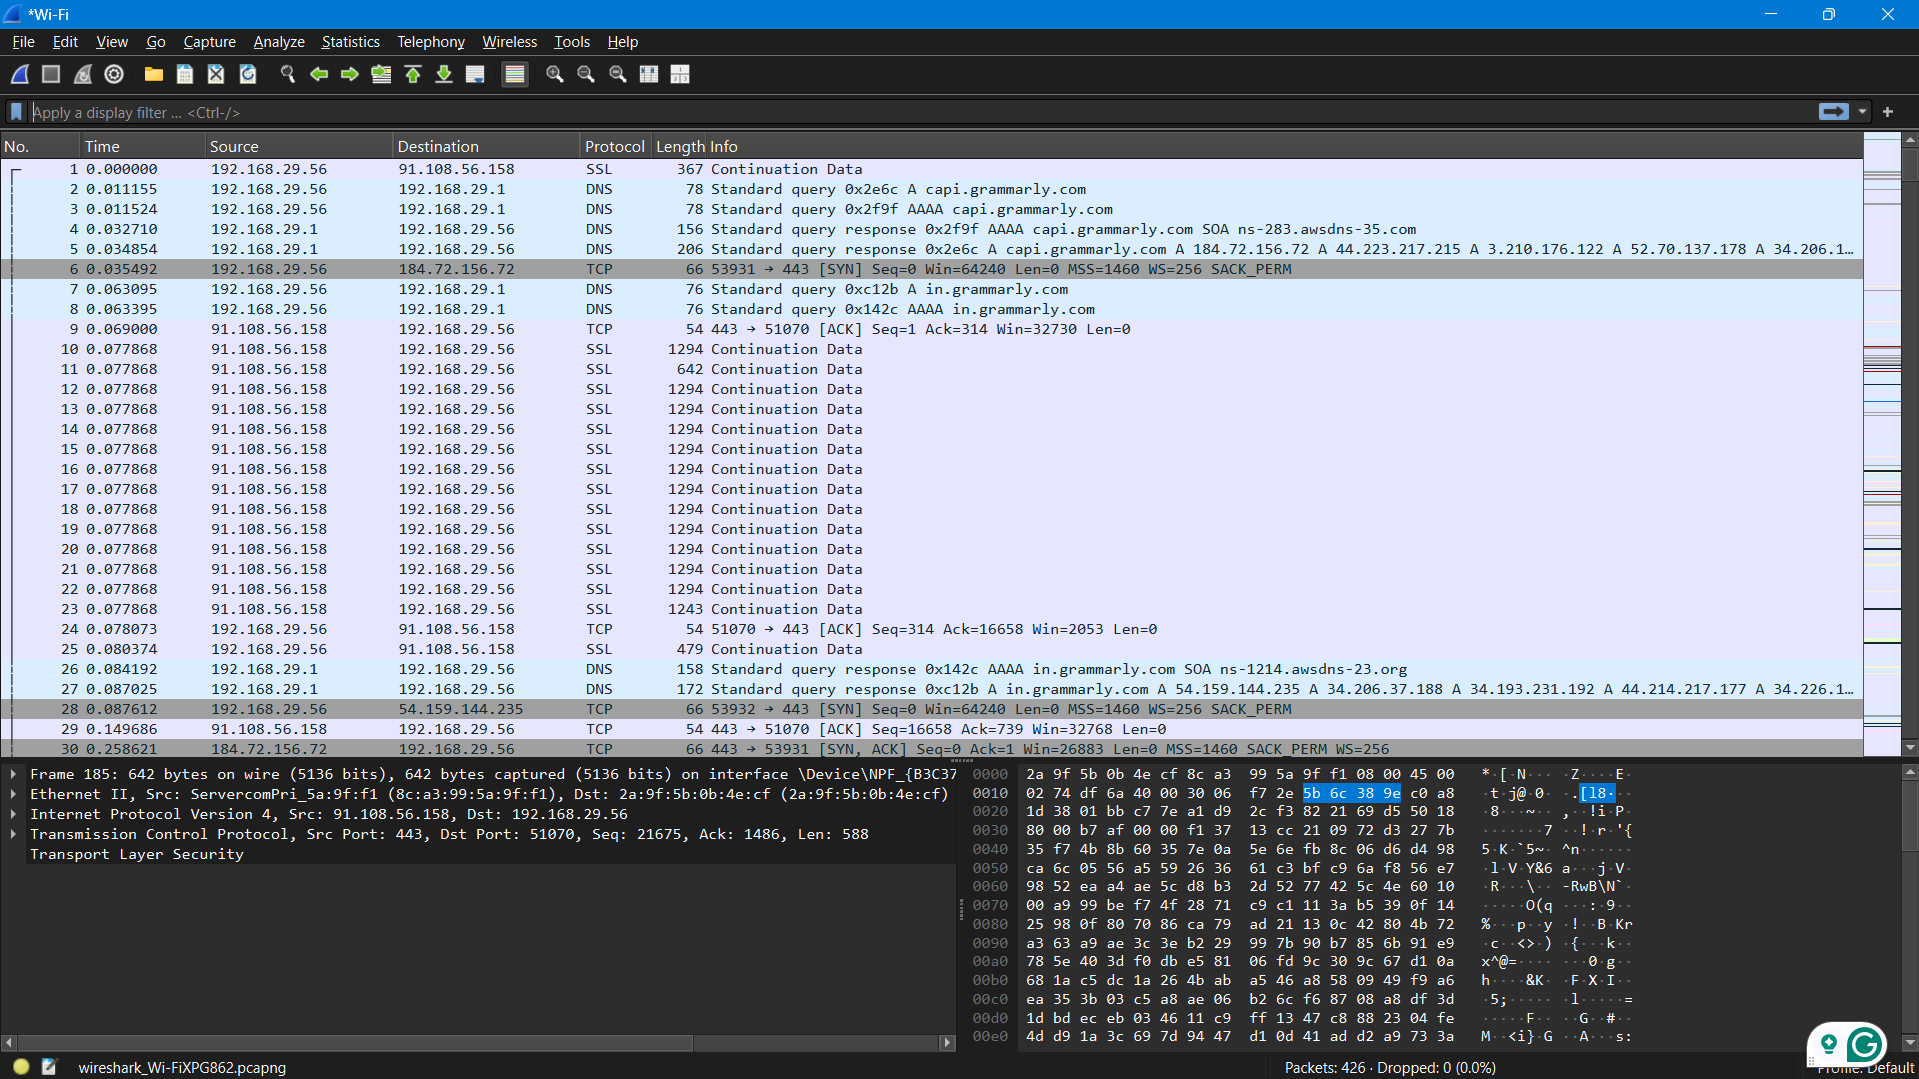 *Wi-Fi
File Edit View Go Capture Analyze Statistics Telephony Wireless Tools Help
Apply a display filter ... <Ctrl-/>
No. Time Source Destination Protocol Length Info
1 0.000000 192.168.29.56 91.108.56.158 SSL 367 Continuation Data
2 0.011155 192.168.29.56 192.168.29.1 DNS 78 Standard query 0x2e6c A capi.grammarly.com
3 0.011524 192.168.29.56 192.168.29.1 DNS 78 Standard query 0x2f9f AAAA capi.grammarly.com
4 0.032710 192.168.29.1 192.168.29.56 DNS 156 Standard query response 0x2f9f AAAA capi.grammarly.com SOA ns-283.awsdns-35.com
5 0.034854 192.168.29.1 192.168.29.56 DNS 206 Standard query response 0x2e6c A capi.grammarly.com A 184.72.156.72 A 44.223.217.215 A 3.210.176.122 A 52.70.137.178 A 34.206.1…
6 0.035492 192.168.29.56 184.72.156.72 TCP 66 53931 → 443 [SYN] Seq=0 Win=64240 Len=0 MSS=1460 WS=256 SACK_PERM
7 0.063095 192.168.29.56 192.168.29.1 DNS 76 Standard query 0xc12b A in.grammarly.com
8 0.063395 192.168.29.56 192.168.29.1 DNS 76 Standard query 0x142c AAAA in.grammarly.com
9 0.069000 91.108.56.158 192.168.29.56 TCP 54 443 → 51070 [ACK] Seq=1 Ack=314 Win=32730 Len=0
10 0.077868 91.108.56.158 192.168.29.56 SSL 1294 Continuation Data
11 0.077868 91.108.56.158 192.168.29.56 SSL 642 Continuation Data
12 0.077868 91.108.56.158 192.168.29.56 SSL 1294 Continuation Data
13 0.077868 91.108.56.158 192.168.29.56 SSL 1294 Continuation Data
14 0.077868 91.108.56.158 192.168.29.56 SSL 1294 Continuation Data
15 0.077868 91.108.56.158 192.168.29.56 SSL 1294 Continuation Data
16 0.077868 91.108.56.158 192.168.29.56 SSL 1294 Continuation Data
17 0.077868 91.108.56.158 192.168.29.56 SSL 1294 Continuation Data
18 0.077868 91.108.56.158 192.168.29.56 SSL 1294 Continuation Data
19 0.077868 91.108.56.158 192.168.29.56 SSL 1294 Continuation Data
20 0.077868 91.108.56.158 192.168.29.56 SSL 1294 Continuation Data
21 0.077868 91.108.56.158 192.168.29.56 SSL 1294 Continuation Data
22 0.077868 91.108.56.158 192.168.29.56 SSL 1294 Continuation Data
23 0.077868 91.108.56.158 192.168.29.56 SSL 1243 Continuation Data
24 0.078073 192.168.29.56 91.108.56.158 TCP 54 51070 → 443 [ACK] Seq=314 Ack=16658 Win=2053 Len=0
25 0.080374 192.168.29.56 91.108.56.158 SSL 479 Continuation Data
26 0.084192 192.168.29.1 192.168.29.56 DNS 158 Standard query response 0x142c AAAA in.grammarly.com SOA ns-1214.awsdns-23.org
27 0.087025 192.168.29.1 192.168.29.56 DNS 172 Standard query response 0xc12b A in.grammarly.com A 54.159.144.235 A 34.206.37.188 A 34.193.231.192 A 44.214.217.177 A 34.226.1…
28 0.087612 192.168.29.56 54.159.144.235 TCP 66 53932 → 443 [SYN] Seq=0 Win=64240 Len=0 MSS=1460 WS=256 SACK_PERM
29 0.149686 91.108.56.158 192.168.29.56 TCP 54 443 → 51070 [ACK] Seq=16658 Ack=739 Win=32768 Len=0
30 0.258621 184.72.156.72 192.168.29.56 TCP 66 443 → 53931 [SYN, ACK] Seq=0 Ack=1 Win=26883 Len=0 MSS=1460 SACK_PERM WS=256
Frame 185: 642 bytes on wire (5136 bits), 642 bytes captured (5136 bits) on interface \Device\NPF_{B3C37
Ethernet II, Src: ServercomPri_5a:9f:f1 (8c:a3:99:5a:9f:f1), Dst: 2a:9f:5b:0b:4e:cf (2a:9f:5b:0b:4e:cf)
Internet Protocol Version 4, Src: 91.108.56.158, Dst: 192.168.29.56
Transmission Control Protocol, Src Port: 443, Dst Port: 51070, Seq: 21675, Ack: 1486, Len: 588
Transport Layer Security
0000 2a 9f 5b 0b 4e cf 8c a3 99 5a 9f f1 08 00 45 00 *·[·N··· ·Z····E·
0010 02 74 df 6a 40 00 30 06 f7 2e 5b 6c 38 9e c0 a8 ·t·j@·0· ·.[l8···
0020 1d 38 01 bb c7 7e a1 d9 2c f3 82 21 69 d5 50 18 ·8···~·· ,··!i·P·
0030 80 00 b7 af 00 00 f1 37 13 cc 21 09 72 d3 27 7b ·······7 ··!·r·'{
0040 35 f7 4b 8b 60 35 7e 0a 5e 6e fb 8c 06 d6 d4 98 5·K·`5~· ^n······
0050 ca 6c 05 56 a5 59 26 36 61 c3 bf c9 6a f8 56 e7 ·l·V·Y&6 a···j·V·
0060 98 52 ea a4 ae 5c d8 b3 2d 52 77 42 5c 4e 60 10 ·R···\·· -RwB\N`·
0070 00 a9 99 be f7 4f 28 71 c9 c1 11 3a b5 39 0f 14 ·····O(q ···:·9··
0080 25 98 0f 80 70 86 ca 79 ad 21 13 0c 42 80 4b 72 %···p··y ·!··B·Kr
0090 a3 63 a9 ae 3c 3e b2 29 99 7b 90 b7 85 6b 91 e9 ·c··<>·) ·{···k··
00a0 78 5e 40 3d f0 db e5 81 06 fd 9c 30 9c 67 d1 0a x^@=···· ···0·g··
00b0 68 1a c5 dc 1a 26 4b ab a5 46 a8 58 09 49 f9 a6 h····&K· ·F·X·I··
00c0 ea 35 3b 03 c5 a8 ae 06 b2 6c f6 87 08 a8 df 3d ·5;····· ·l·····=
00d0 1d bd ec eb 03 46 11 c9 ff 13 47 c8 88 23 04 fe ·····F·· ··G··#··
00e0 4d d9 1a 3c 69 7d 94 47 d1 0d 41 ad d2 a9 73 3a M··<i}·G ··A···s:
wireshark_Wi-FiXPG862.pcapng
Packets: 426 · Dropped: 0 (0.0%)
Profile: Default